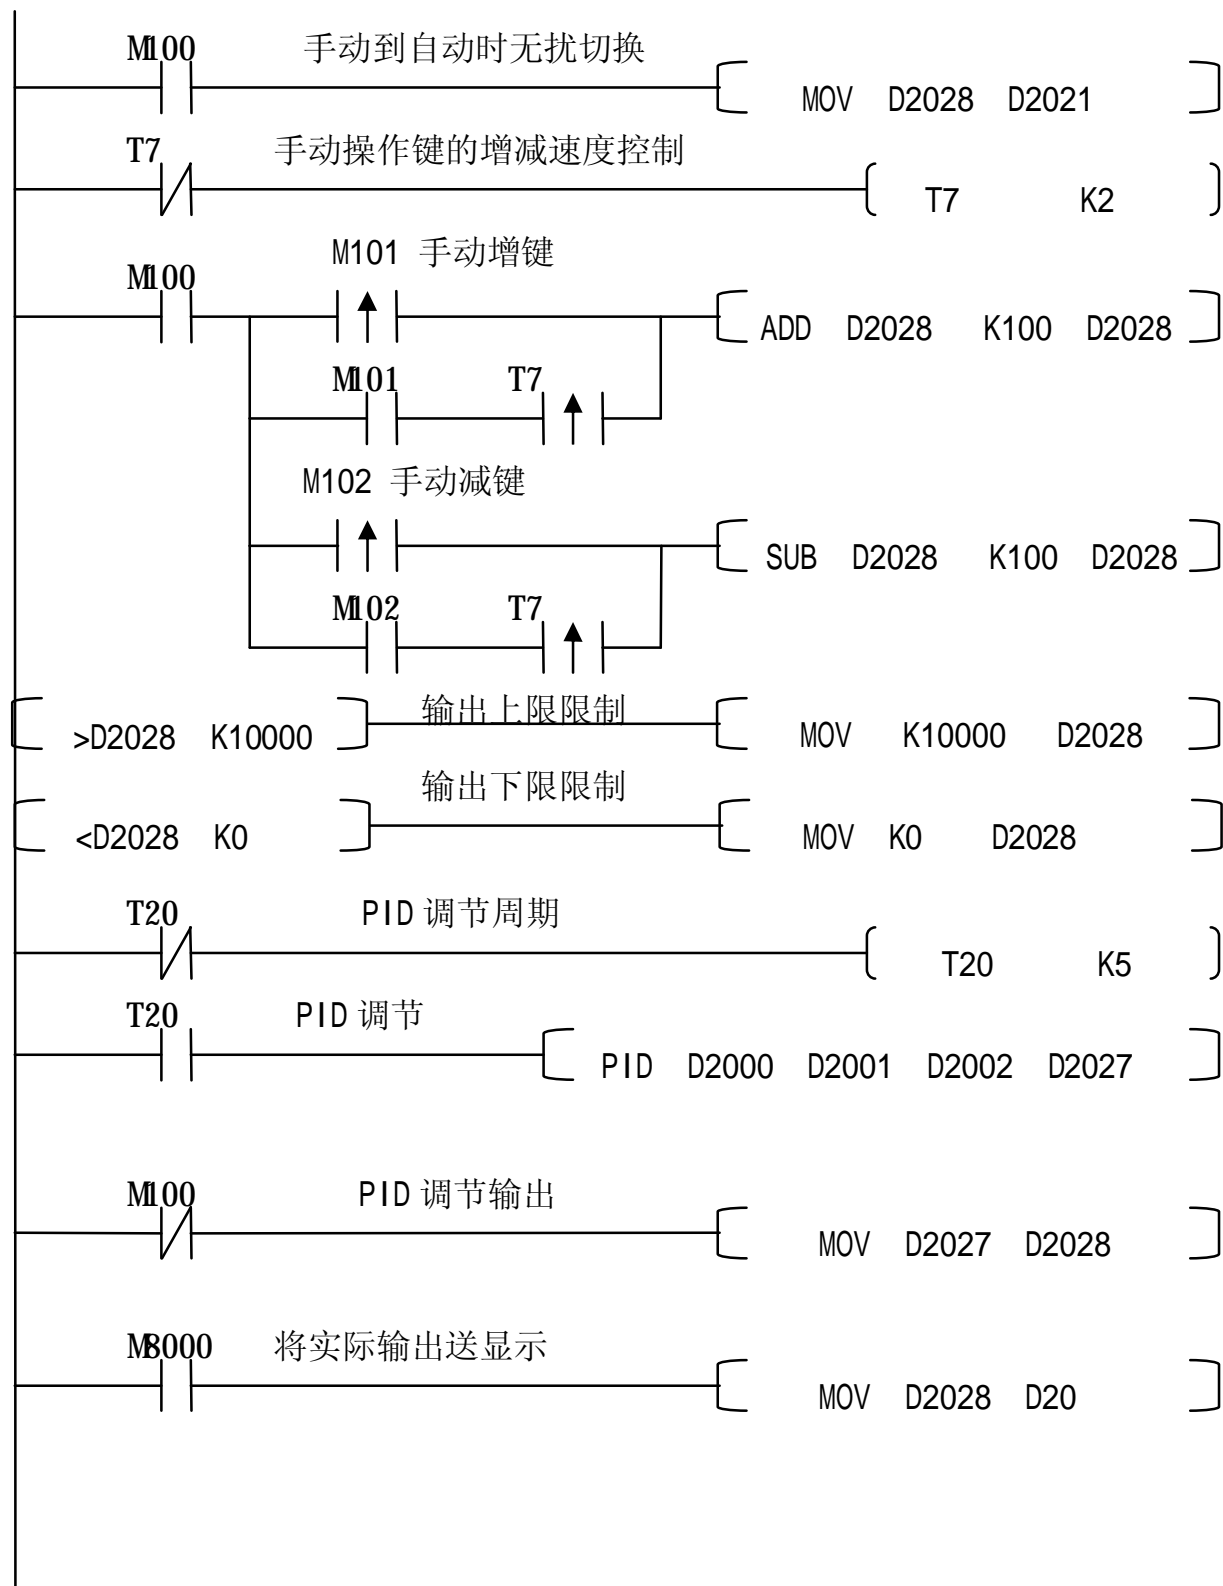 M100 手动到自动时无扰切换
MOV D2028 D2021
T7 手动操作键的增减速度控制
T7 K2
M101 手动增键
M100
ADD D2028 K100 D2028
M101 T7
M102 手动减键
SUB D2028 K100 D2028
M102 T7
输出上限限制
>D2028 K10000 MOV K10000 D2028
输出下限限制
<D2028 K0 MOV K0 D2028
T20 PID 调节周期
T20 K5
T20 PID 调节
PID D2000 D2001 D2002 D2027
M100 PID 调节输出
MOV D2027 D2028
M8000 将实际输出送显示
MOV D2028 D20